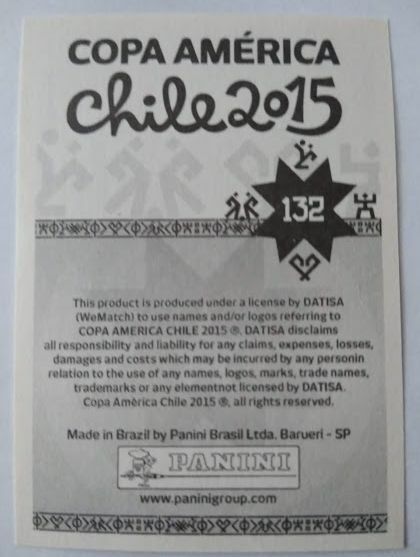 COPA AMÉRICA
Chile 2015
132
This product is produced under a license by DATISA
(WeMatch) to use names and/or logos referring to
COPA AMERICA CHILE 2015 ®. DATISA disclaims
all responsibility and liability for any claims, expenses, losses,
damages and costs which may be incurred by any personin
relation to the use of any names, logos, marks, trade names,
trademarks or any elementnot licensed by DATISA.
Copa Amèrica Chile 2015 ®, all rights reserved.
Made in Brazil by Panini Brasil Ltda. Barueri - SP
PANINI
www.paninigroup.com